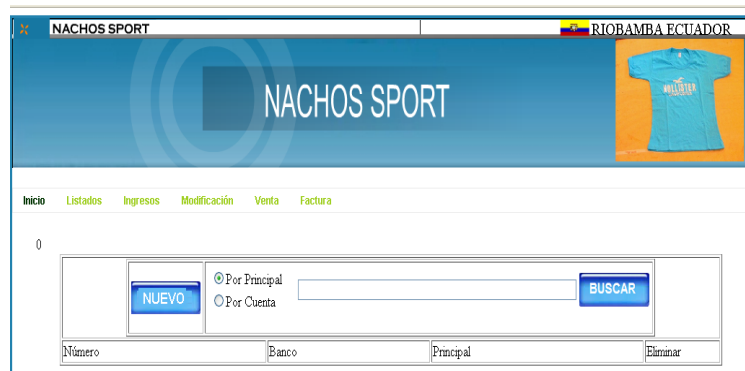 NACHOS SPORT RIOBAMBA ECUADOR
NACHOS SPORT
HOLLISTER
Inicio Listados Ingresos Modificación Venta Factura
0
NUEVO
Por Principal
Por Cuenta
BUSCAR
Número Banco Principal Eliminar